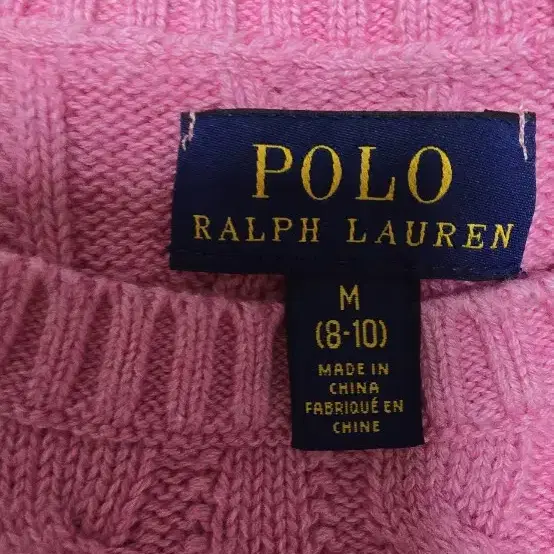 POLO
RALPH LAUREN
M
(8-10)
MADE IN
CHINA
FABRIQUÉ EN
CHINE